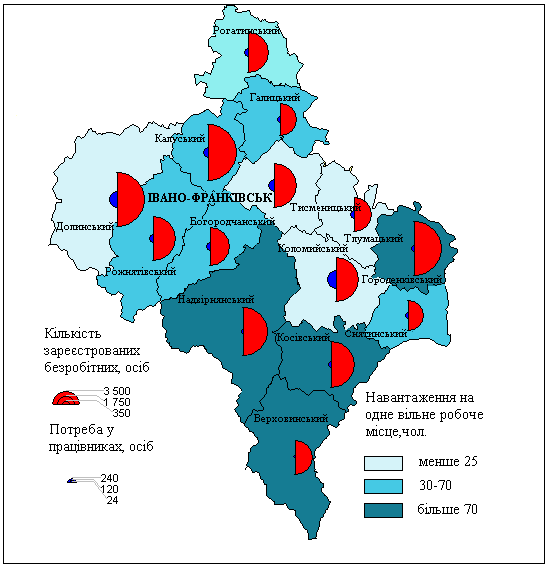 Рогатинський
Галицький
Калуський
ІВАНО-ФРАНКІВСЬК
Тисменицький
Долинський
Богородчанський
Тлумацький
Коломийський
Рожнятівський
Городенківський
Надвірнянський
Косівський
Снятинський
Верховинський
Кількість
зареєстрованих
безробітних, осіб
3 500
1 750
350
Потреба у
працівниках, осіб
240
120
24
Навантаження на
одне вільне робоче
місце,чол.
менше 25
30-70
більше 70